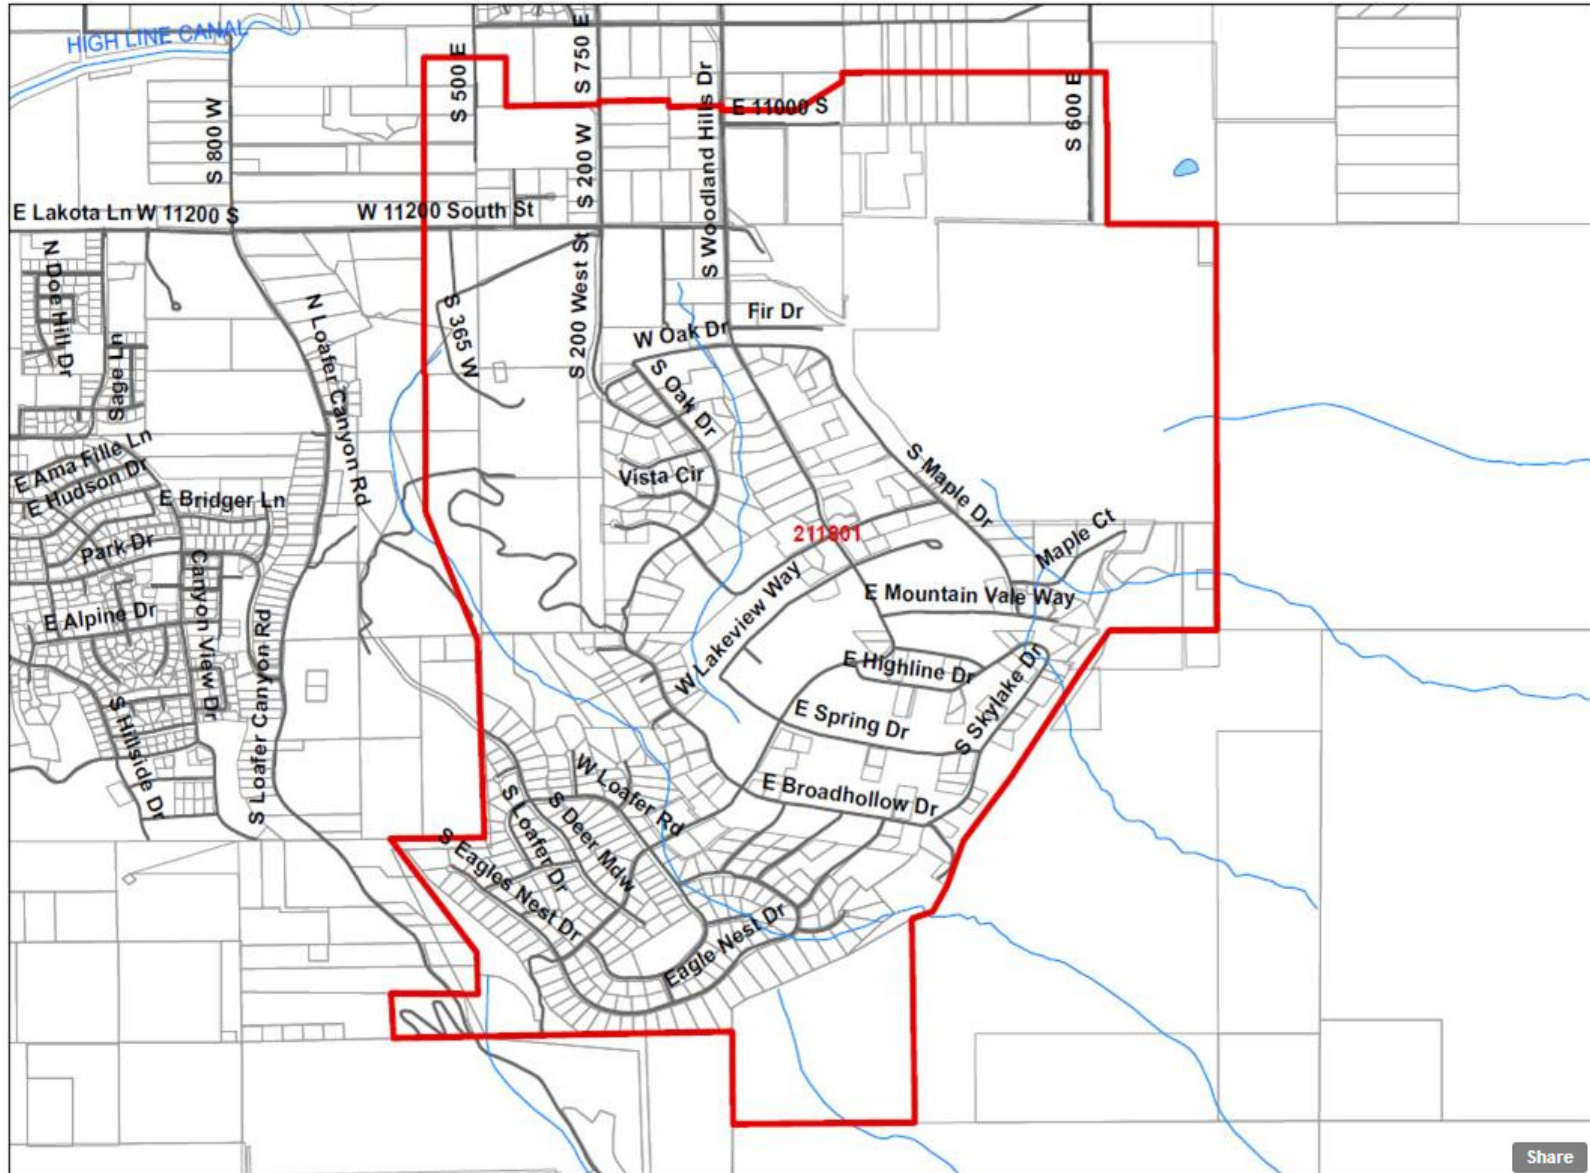 HIGH LINE CANAL
S 500 E
S 750 E
S 800 W
S 200 W
S Woodland Hills Dr
E 11000 S
S 600 E
E Lakota Ln W 11200 S
W 11200 South St
N Doe Hill Dr
Sage Ln
N Loafer Canyon Rd
S 365 W
S 200 West St
W Oak Dr
Fir Dr
S Oak Dr
E Ama Fille Ln
E Hudson Dr
E Bridger Ln
Vista Cir
S Maple Dr
211801
Maple Ct
Park Dr
Canyon View Dr
E Alpine Dr
S Loafer Canyon Rd
W Lakeview Way
E Mountain Vale Way
E Highline Dr
S Skylake Dr
E Spring Dr
S Hillside Dr
W Loafer Rd
E Broadhollow Dr
S Loafer Dr
S Deer Mdw
S Eagles Nest Dr
Eagle Nest Dr
Share